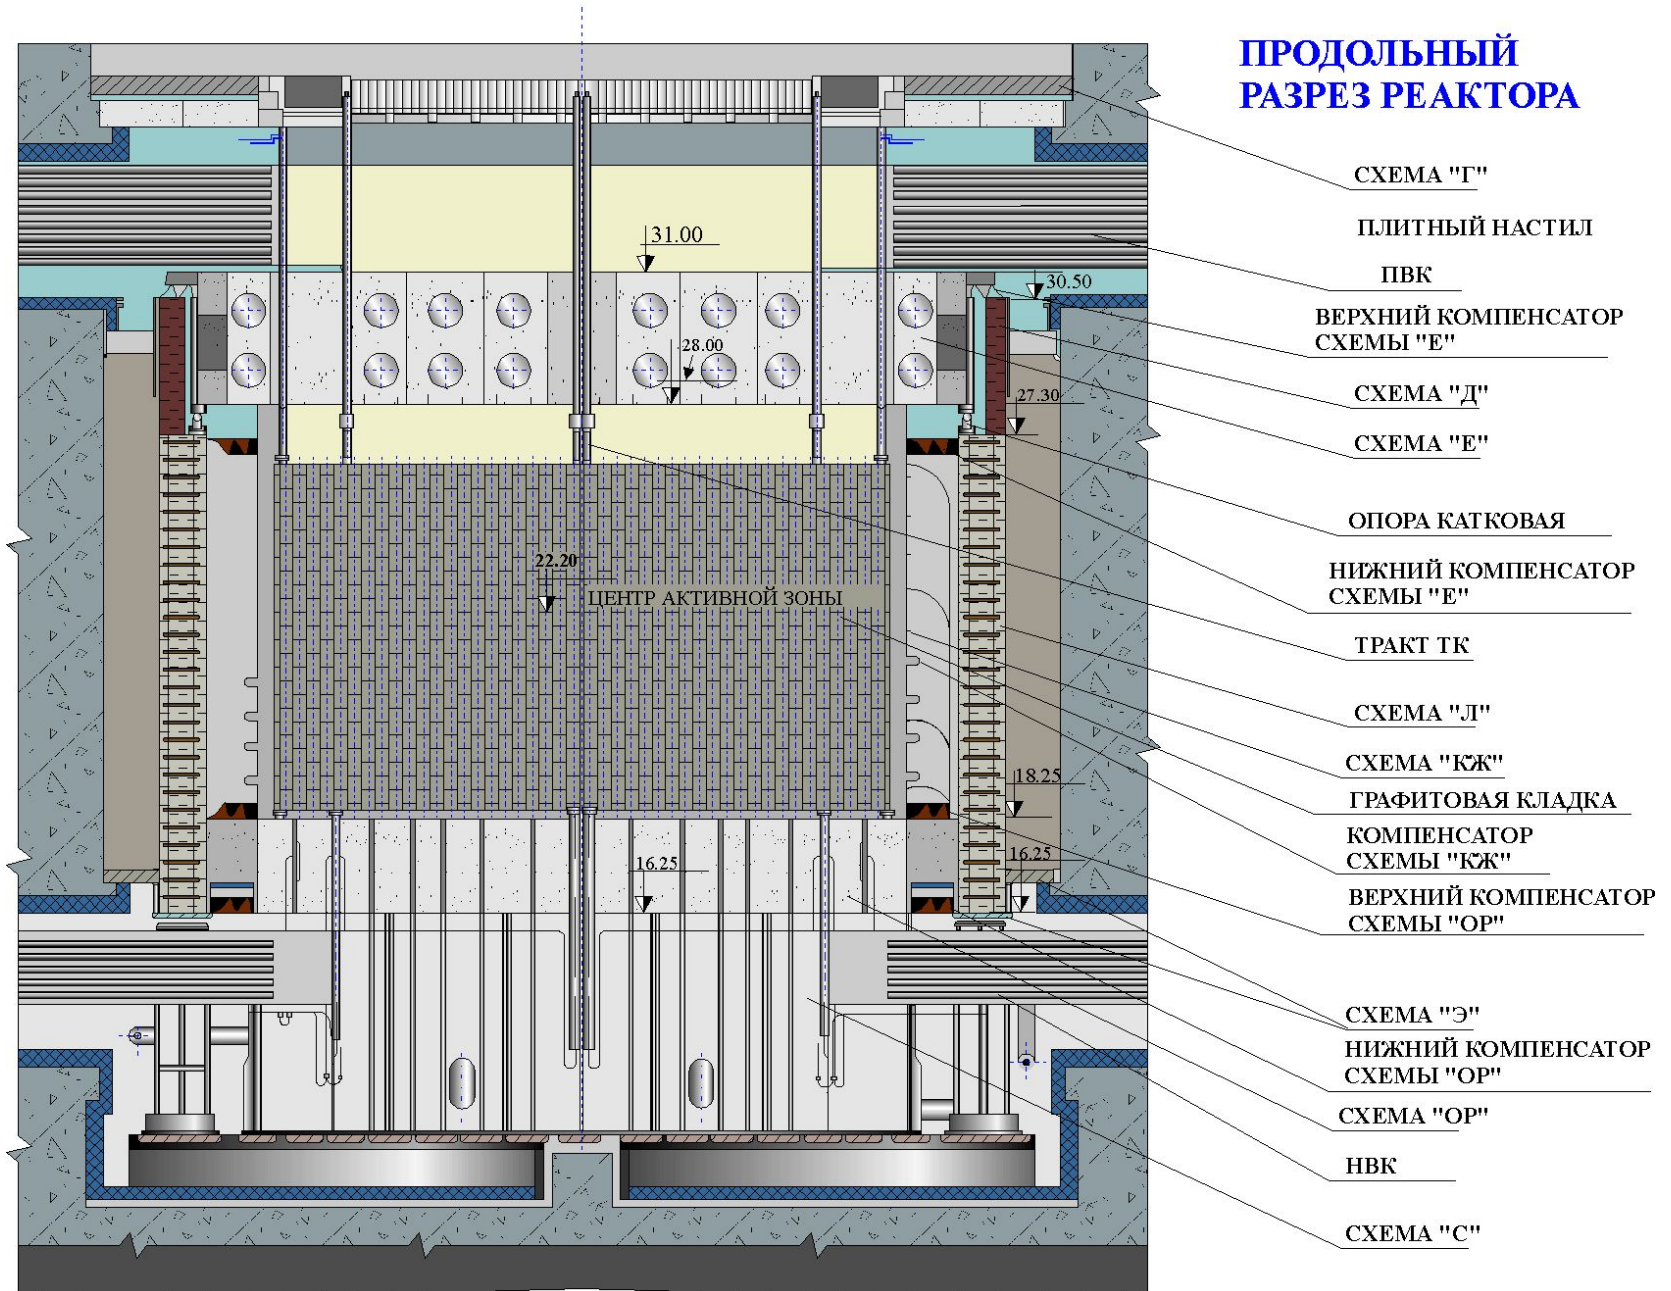 ПРОДОЛЬНЫЙ
РАЗРЕЗ РЕАКТОРА
СХЕМА "Г"
ПЛИТНЫЙ НАСТИЛ
31.00
ПВК
30.50
ВЕРХНИЙ КОМПЕНСАТОР
СХЕМЫ "Е"
28.00
27.30
СХЕМА "Д"
СХЕМА "Е"
ОПОРА КАТКОВАЯ
22.20
НИЖНИЙ КОМПЕНСАТОР
СХЕМЫ "Е"
ЦЕНТР АКТИВНОЙ ЗОНЫ
ТРАКТ ТК
СХЕМА "Л"
СХЕМА "КЖ"
18.25
ГРАФИТОВАЯ КЛАДКА
КОМПЕНСАТОР
СХЕМЫ "КЖ"
16.25
16.25
ВЕРХНИЙ КОМПЕНСАТОР
СХЕМЫ "ОР"
СХЕМА "Э"
НИЖНИЙ КОМПЕНСАТОР
СХЕМЫ "ОР"
СХЕМА "ОР"
НВК
СХЕМА "С"